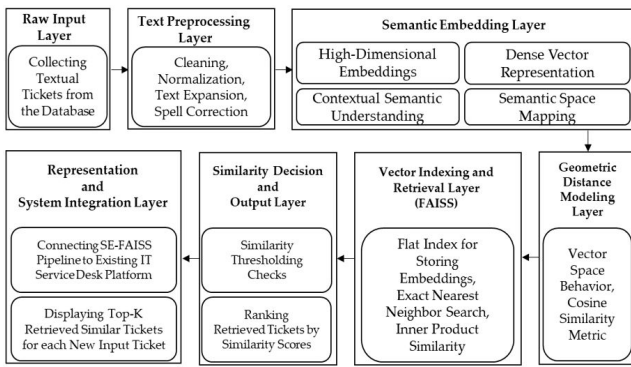 Raw Input
Layer
Collecting
Textual
Tickets from
the Database
Text Preprocessing
Layer
Cleaning,
Normalization,
Text Expansion,
Spell Correction
Semantic Embedding Layer
High-Dimensional
Embeddings
Dense Vector
Representation
Contextual Semantic
Understanding
Semantic Space
Mapping
Geometric
Distance
Modeling
Layer
Vector
Space
Behavior,
Cosine
Similarity
Metric
Vector Indexing and
Retrieval Layer
(FAISS)
Flat Index for
Storing
Embeddings,
Exact Nearest
Neighbor Search,
Inner Product
Similarity
Similarity Decision
and
Output Layer
Similarity
Thresholding
Checks
Ranking
Retrieved Tickets by
Similarity Scores
Representation
and
System Integration Layer
Connecting SE-FAISS
Pipeline to Existing IT
Service Desk Platform
Displaying Top-K
Retrieved Similar Tickets
for each New Input Ticket